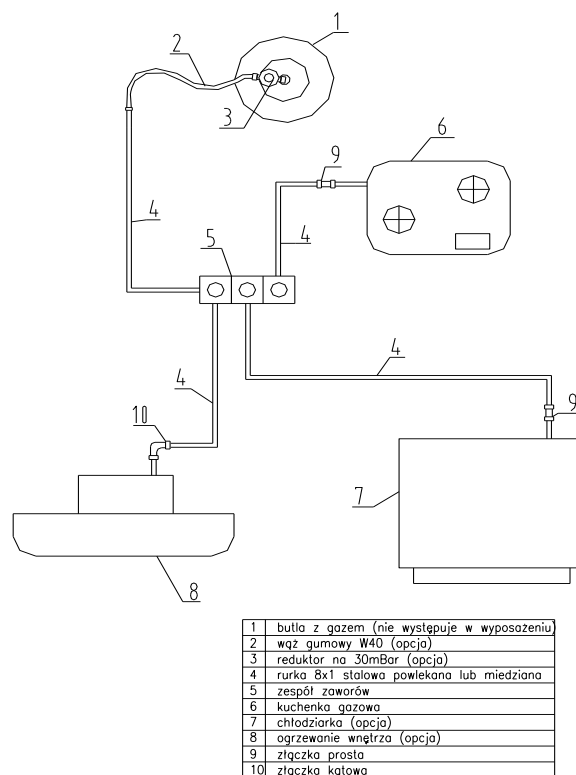 1
2
3
6
9
4
4
5
4
4
10
9
7
8
1 butla z gazem (nie występuje w wyposażeniu)
2 wąż gumowy W40 (opcja)
3 reduktor na 30mBar (opcja)
4 rurka 8x1 stalowa powlekana lub miedziana
5 zespół zaworów
6 kuchenka gazowa
7 chłodziarka (opcja)
8 ogrzewanie wnętrza (opcja)
9 złączka prosta
10 złączka kątowa